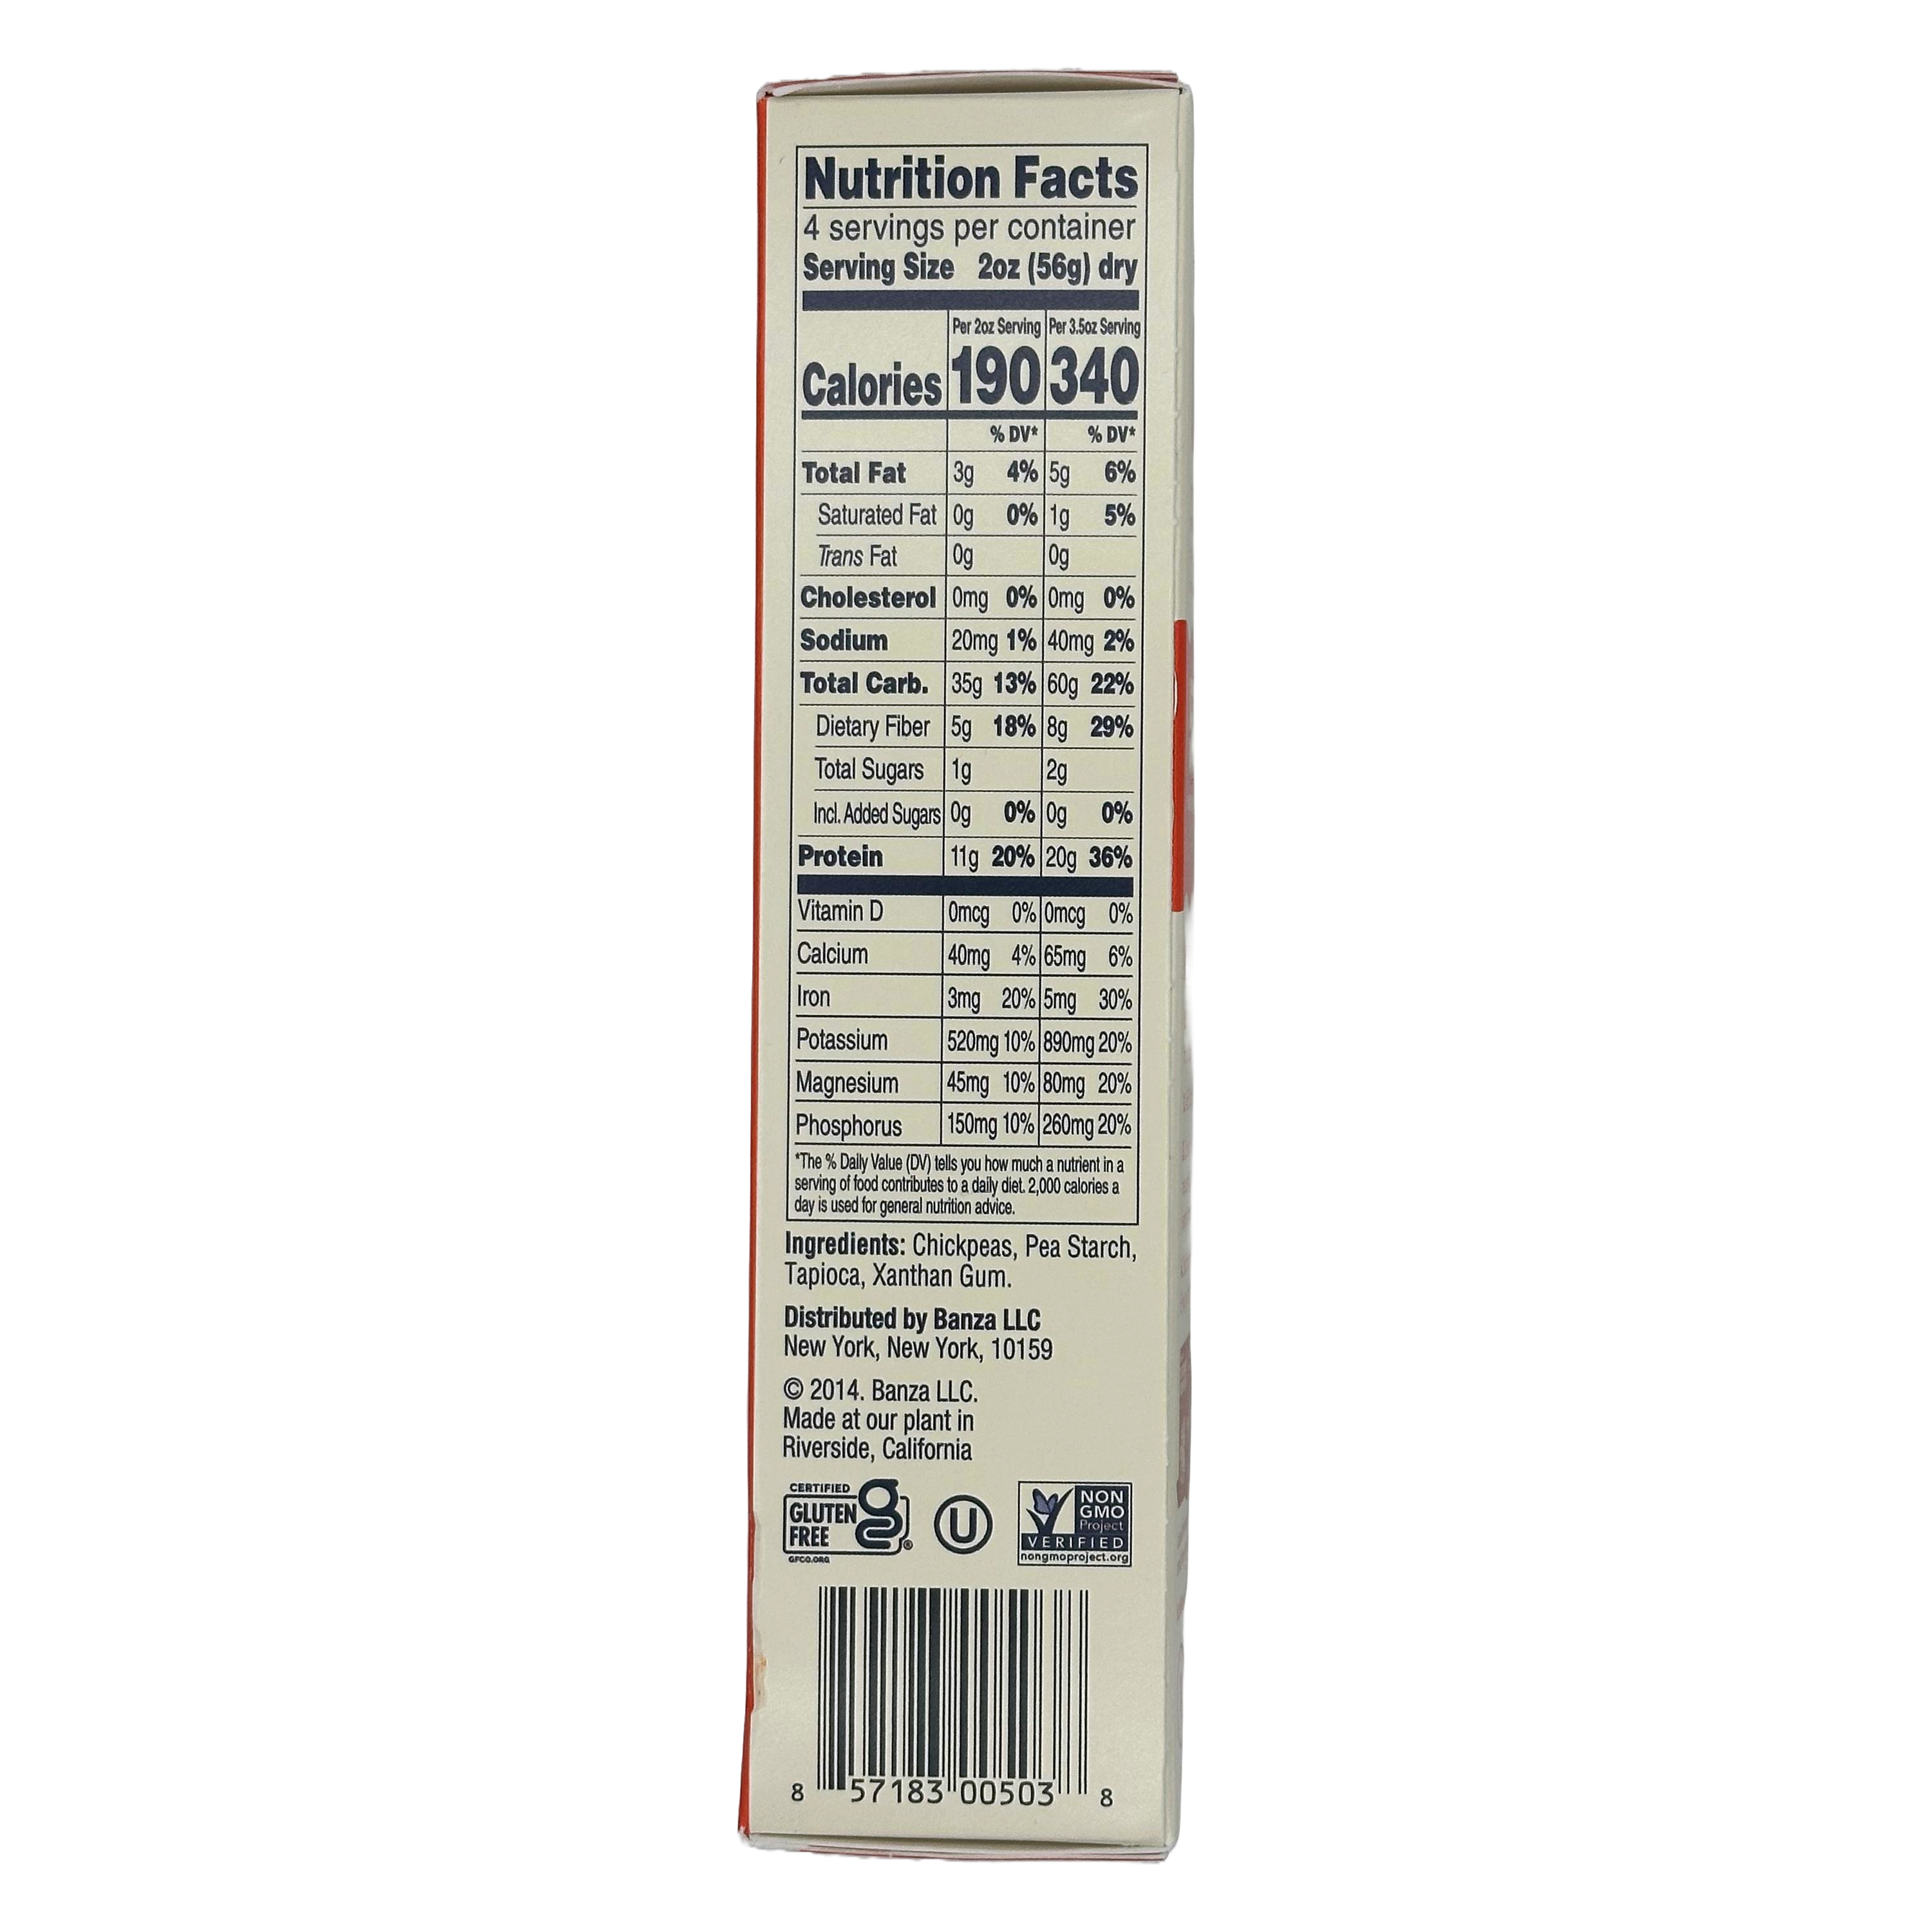 Nutrition Facts
4 servings per container
Serving Size 2oz (56g) dry
Per 2oz Serving Per 3.5oz Serving
Calories 190 340
% DV* % DV*
Total Fat 3g 4% 5g 6%
Saturated Fat 0g 0% 1g 5%
Trans Fat 0g 0g
Cholesterol 0mg 0% 0mg 0%
Sodium 20mg 1% 40mg 2%
Total Carb. 35g 13% 60g 22%
Dietary Fiber 5g 18% 8g 29%
Total Sugars 1g 2g
Incl. Added Sugars 0g 0% 0g 0%
Protein 11g 20% 20g 36%
Vitamin D 0mcg 0% 0mcg 0%
Calcium 40mg 4% 65mg 6%
Iron 3mg 20% 5mg 30%
Potassium 520mg 10% 890mg 20%
Magnesium 45mg 10% 80mg 20%
Phosphorus 150mg 10% 260mg 20%
*The % Daily Value (DV) tells you how much a nutrient in a
serving of food contributes to a daily diet. 2,000 calories a
day is used for general nutrition advice.
Ingredients: Chickpeas, Pea Starch,
Tapioca, Xanthan Gum.
Distributed by Banza LLC
New York, New York, 10159
© 2014. Banza LLC.
Made at our plant in
Riverside, California
CERTIFIED
GLUTEN
FREE
g
®
GFCO.ORG
U
NON
GMO
Project
VERIFIED
nongmoproject.org
8 57183 00503 8